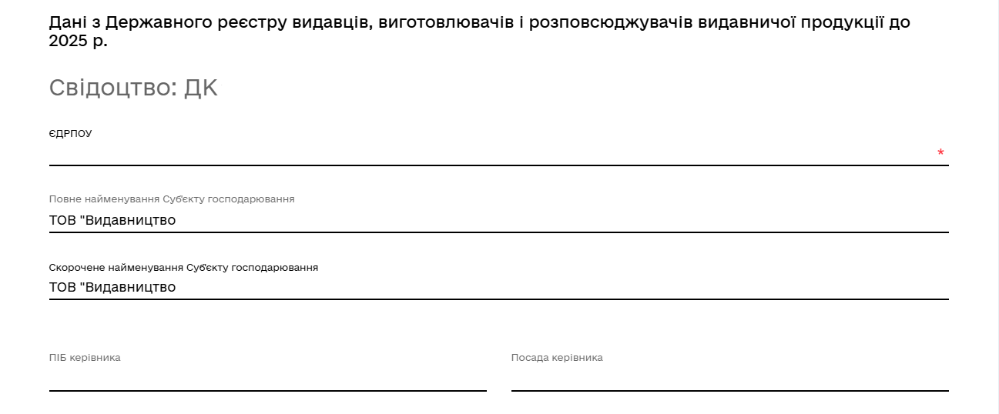 Дані з Державного реєстру видавців, виготовлювачів і розповсюджувачів видавничої продукції до
2025 р.
Свідоцтво: ДК
ЄДРПОУ
*
Повне найменування Суб'єкту господарювання
ТОВ "Видавництво
Скорочене найменування Суб'єкту господарювання
ТОВ "Видавництво
ПІБ керівника
Посада керівника